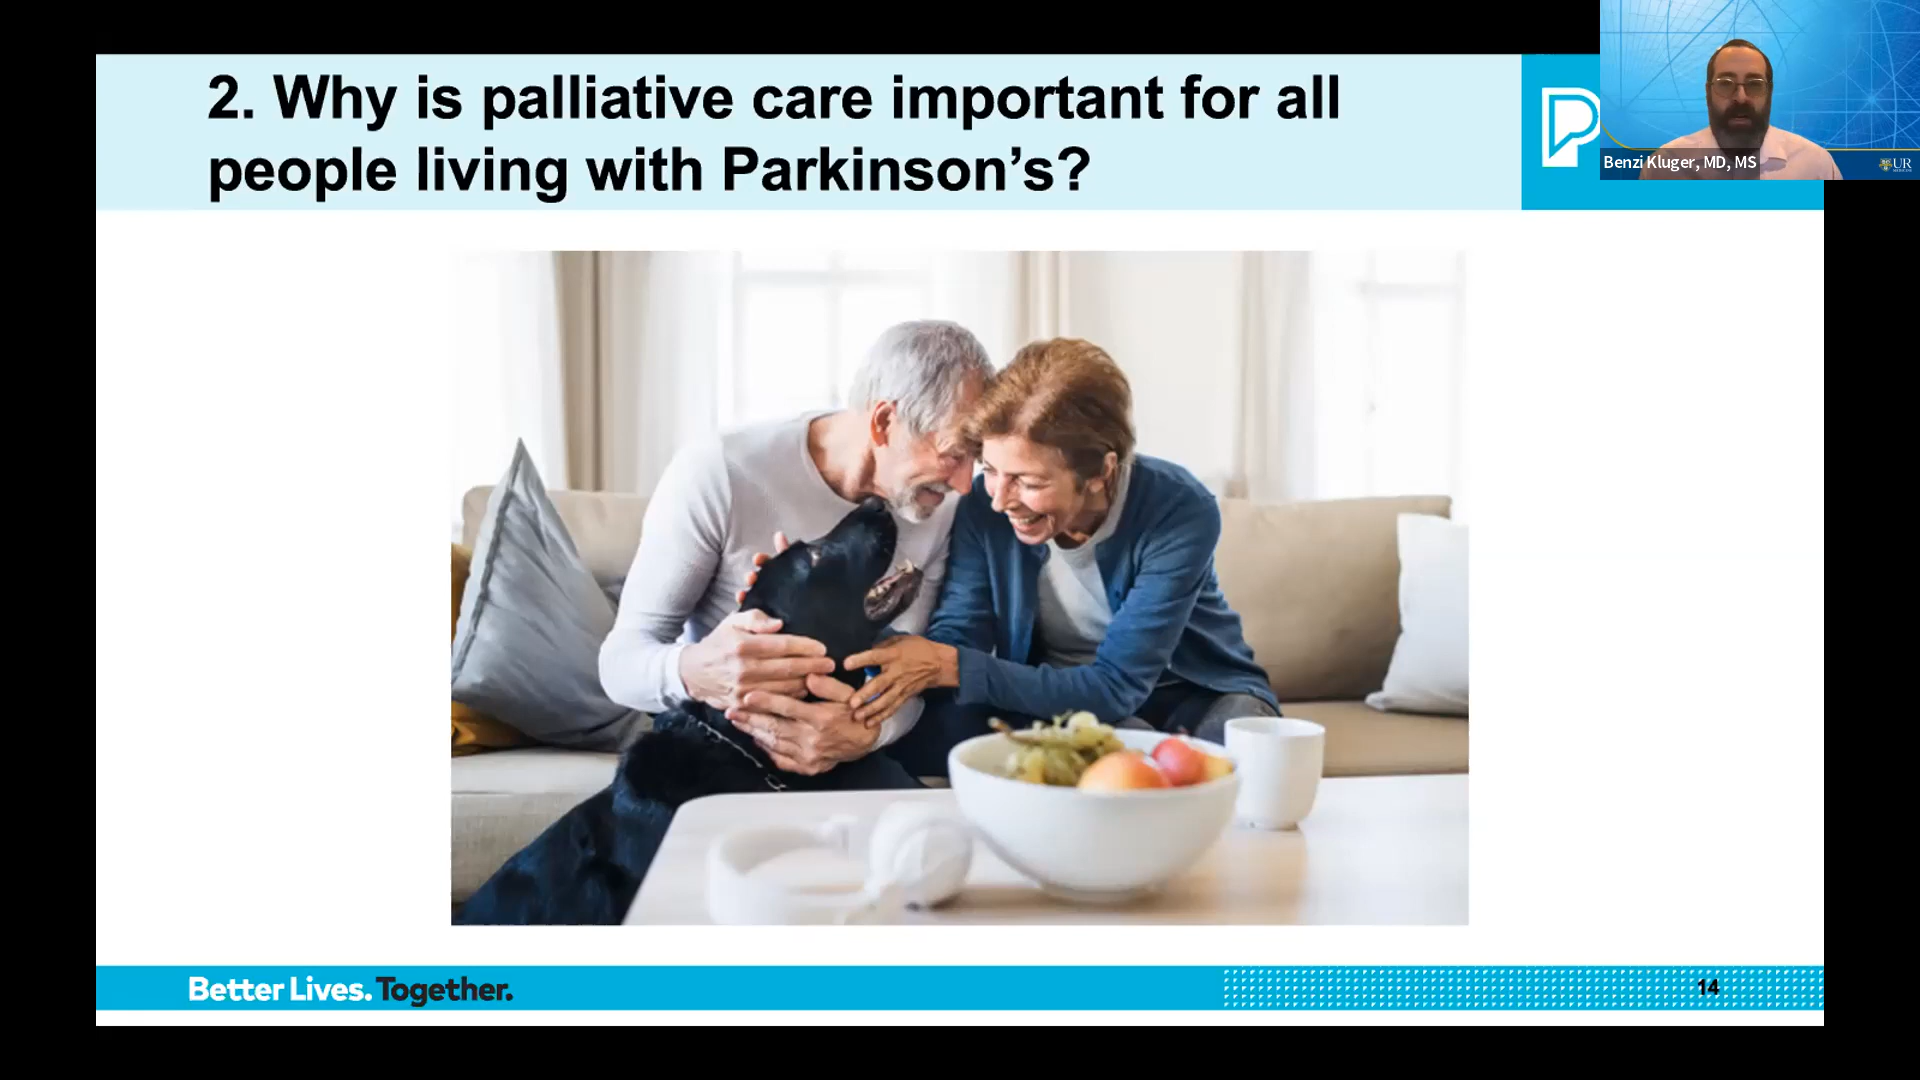 2. Why is palliative care important for all
people living with Parkinson's?
Benzi Kluger, MD, MS
UR
Better Lives. Together.
14